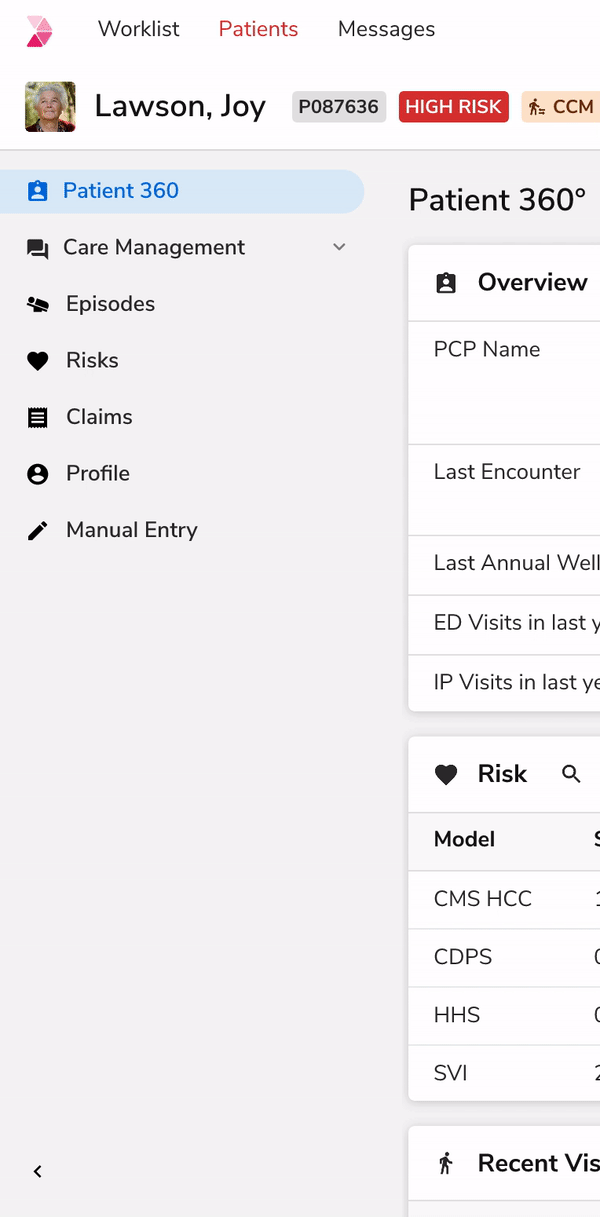 Worklist Patients Messages
Lawson, Joy P087636 HIGH RISK CCM
Patient 360
Care Management
Episodes
Risks
Claims
Profile
Manual Entry
Patient 360°
Overview
PCP Name
Last Encounter
Last Annual Well
ED Visits in last y
IP Visits in last ye
Risk
Model S
CMS HCC 1
CDPS 0
HHS 0
SVI 2
Recent Vis